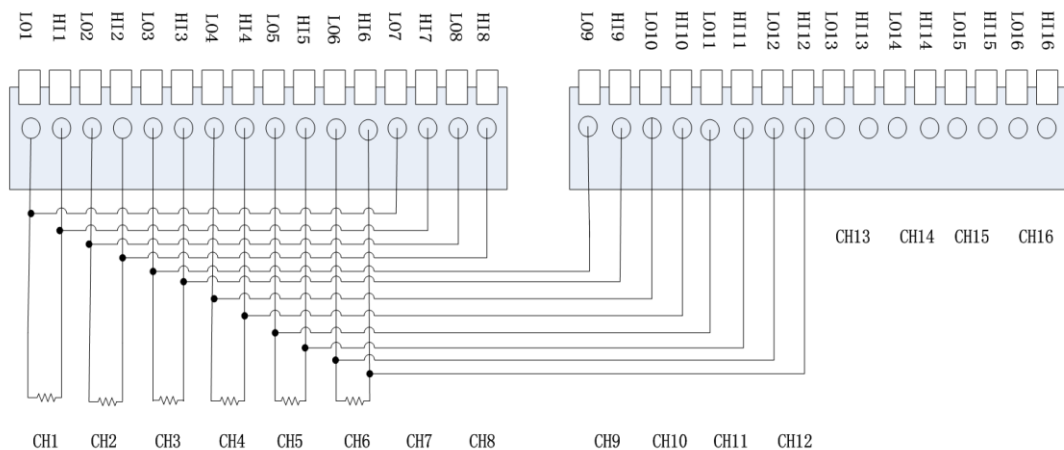 LO1 HI1 LO2 HI2 LO3 HI3 LO4 HI4 LO5 HI5 LO6 HI6 LO7 HI7 LO8 HI8
LO9 HI9 LO10 HI10 LO11 HI11 LO12 HI12 LO13 HI13 LO14 HI14 LO15 HI15 LO16 HI16
CH13 CH14 CH15 CH16
CH1 CH2 CH3 CH4 CH5 CH6 CH7 CH8
CH9 CH10 CH11 CH12